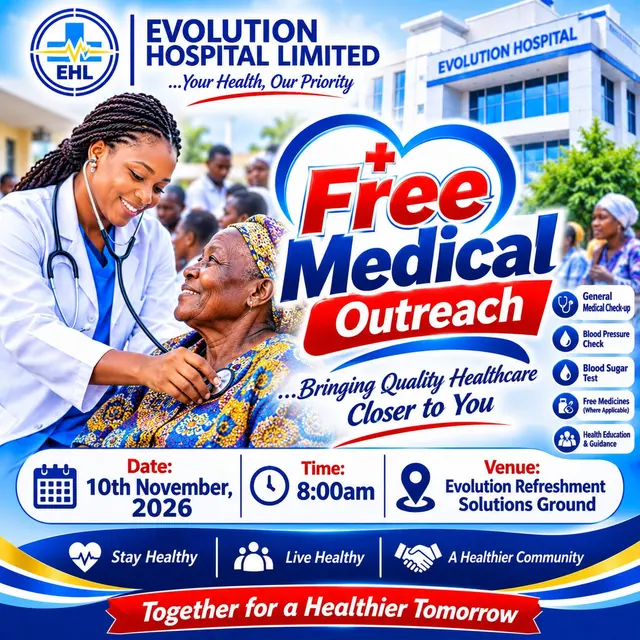 EHL
EVOLUTION
HOSPITAL LIMITED
...Your Health, Our Priority
EVOLUTION HOSPITAL
Free
Medical
Outreach
...Bringing Quality Healthcare
Closer to You
General
Medical Check-up
Blood Pressure
Check
Blood Sugar
Test
Free Medicines
(Where Applicable)
Health Education
& Guidance
Date:
10th November,
2026
Time:
8:00am
Venue:
Evolution Refreshment
Solutions Ground
Stay Healthy
Live Healthy
A Healthier Community
Together for a Healthier Tomorrow